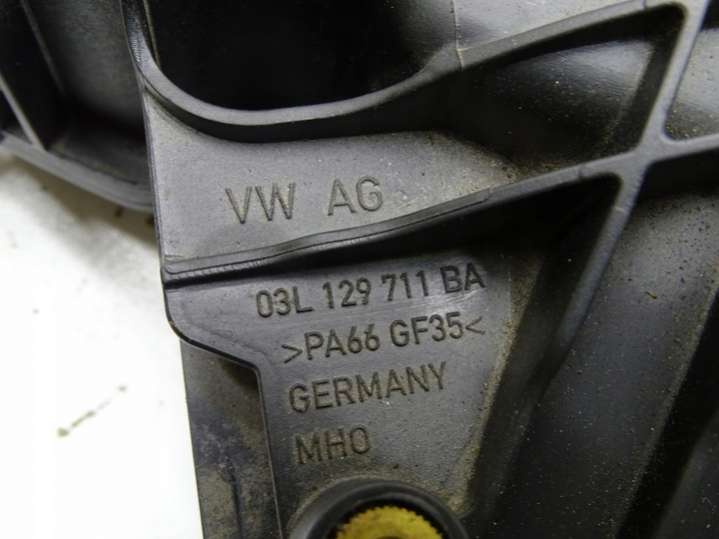 VW AG
03L 129 711 BA
>PA66 GF35<
GERMANY
MHO